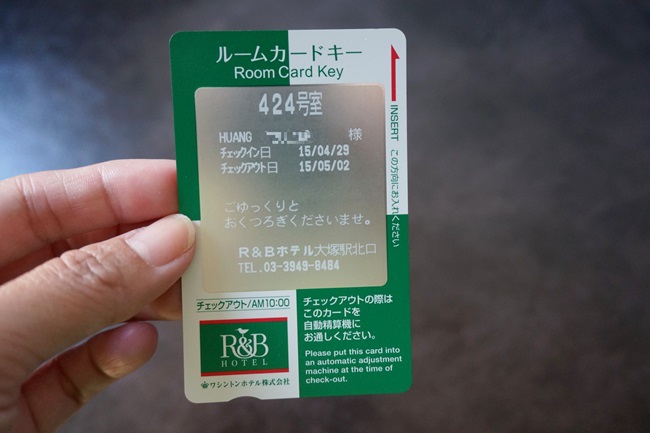 ルームカードキー
Room Card Key
424号室
HUANG 様
チェックイン日 15/04/29
チェックアウト日 15/05/02
ごゆっくりと
おくつろぎくださいませ。
R&Bホテル大塚駅北口
TEL.03-3949-8484
INSERT この方向にお入れください
チェックアウト/AM10:00
R&B
HOTEL
ワシントンホテル株式会社
チェックアウトの際は
このカードを
自動精算機に
お通しください。
Please put this card into
an automatic adjustment
machine at the time of
check-out.